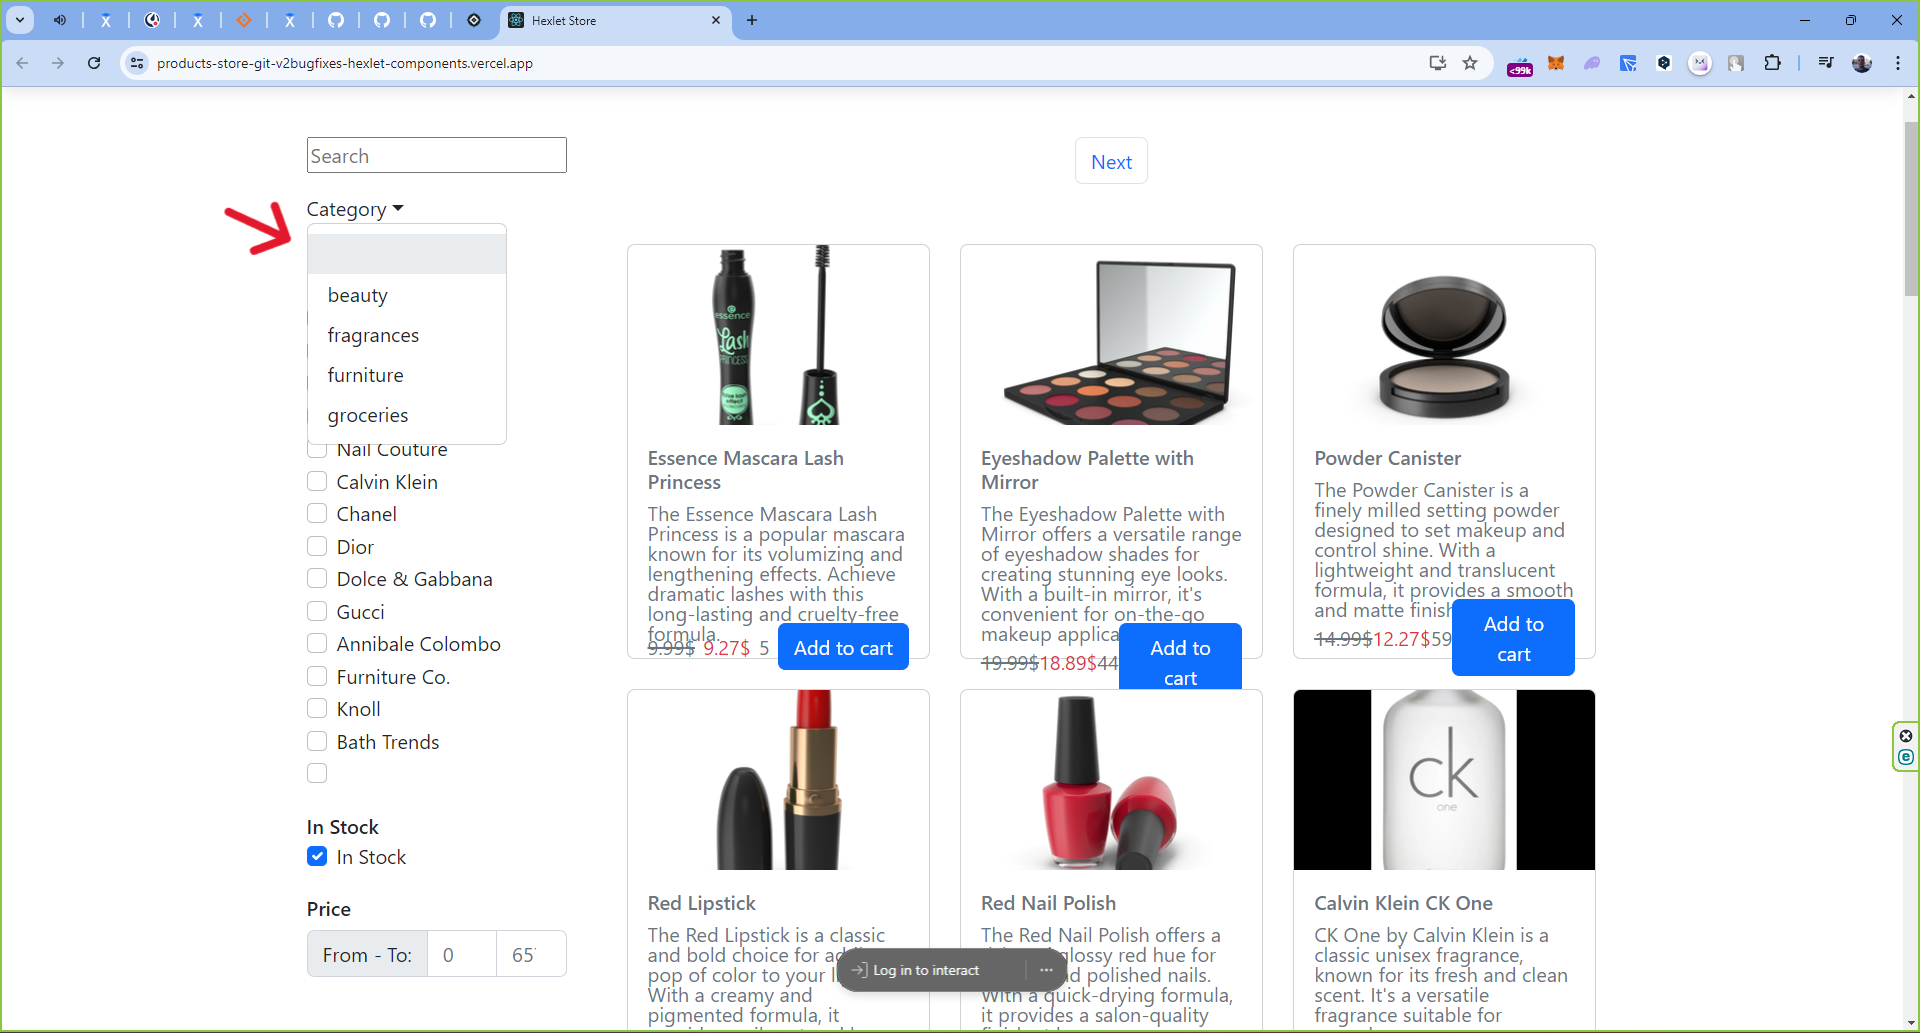 Hexlet Store
products-store-git-v2bugfixes-hexlet-components.vercel.app
<99k
Search
Next
Category
beauty
fragrances
furniture
groceries
Nail Couture
Calvin Klein
Chanel
Dior
Dolce & Gabbana
Gucci
Annibale Colombo
Furniture Co.
Knoll
Bath Trends
In Stock
In Stock
Price
From - To:
0
65
essence
Lash
PRINCESS
Essence Mascara Lash
Princess
The Essence Mascara Lash
Princess is a popular mascara
known for its volumizing and
lengthening effects. Achieve
dramatic lashes with this
long-lasting and cruelty-free
formula.
9.99$ 9.27$ 5
Add to cart
Eyeshadow Palette with
Mirror
The Eyeshadow Palette with
Mirror offers a versatile range
of eyeshadow shades for
creating stunning eye looks.
With a built-in mirror, it's
convenient for on-the-go
makeup applica
19.99$18.89$44
Add to
cart
Powder Canister
The Powder Canister is a
finely milled setting powder
designed to set makeup and
control shine. With a
lightweight and translucent
formula, it provides a smooth
and matte finish
14.99$12.27$59
Add to
cart
Red Lipstick
The Red Lipstick is a classic
and bold choice for ad
pop of color to your li
With a creamy and
pigmented formula, it
Red Nail Polish
The Red Nail Polish offers a
glossy red hue for
d polished nails.
With a quick-drying formula,
it provides a salon-quality
ck
one
Calvin Klein CK One
CK One by Calvin Klein is a
classic unisex fragrance,
known for its fresh and clean
scent. It's a versatile
fragrance suitable for
Log in to interact